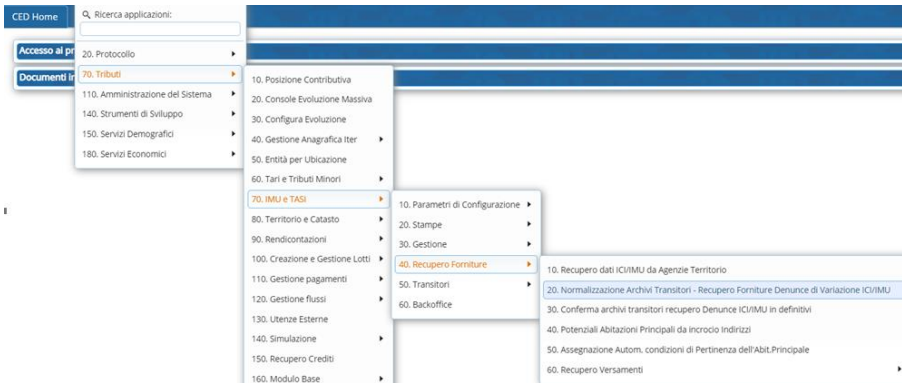 CED Home
Ricerca applicazioni:
Accesso al pr
Documenti ir
20. Protocollo
70. Tributi
110. Amministrazione del Sistema
140. Strumenti di Sviluppo
150. Servizi Demografici
180. Servizi Economici
10. Posizione Contributiva
20. Console Evoluzione Massiva
30. Configura Evoluzione
40. Gestione Anagrafica Iter
50. Entità per Ubicazione
60. Tari e Tributi Minori
70. IMU e TASI
80. Territorio e Catasto
90. Rendicontazioni
100. Creazione e Gestione Lotti
110. Gestione pagamenti
120. Gestione flussi
130. Utenze Esterne
140. Simulazione
150. Recupero Crediti
160. Modulo Base
10. Parametri di Configurazione
20. Stampe
30. Gestione
40. Recupero Forniture
50. Transitori
60. Backoffice
10. Recupero dati ICI/IMU da Agenzie Territorio
20. Normalizzazione Archivi Transitori - Recupero Forniture Denunce di Variazione ICI/IMU
30. Conferma archivi transitori recupero Denunce ICI/IMU in definitivi
40. Potenziali Abitazioni Principali da incrocio Indirizzi
50. Assegnazione Autom. condizioni di Pertinenza dell'Abit.Principale
60. Recupero Versamenti